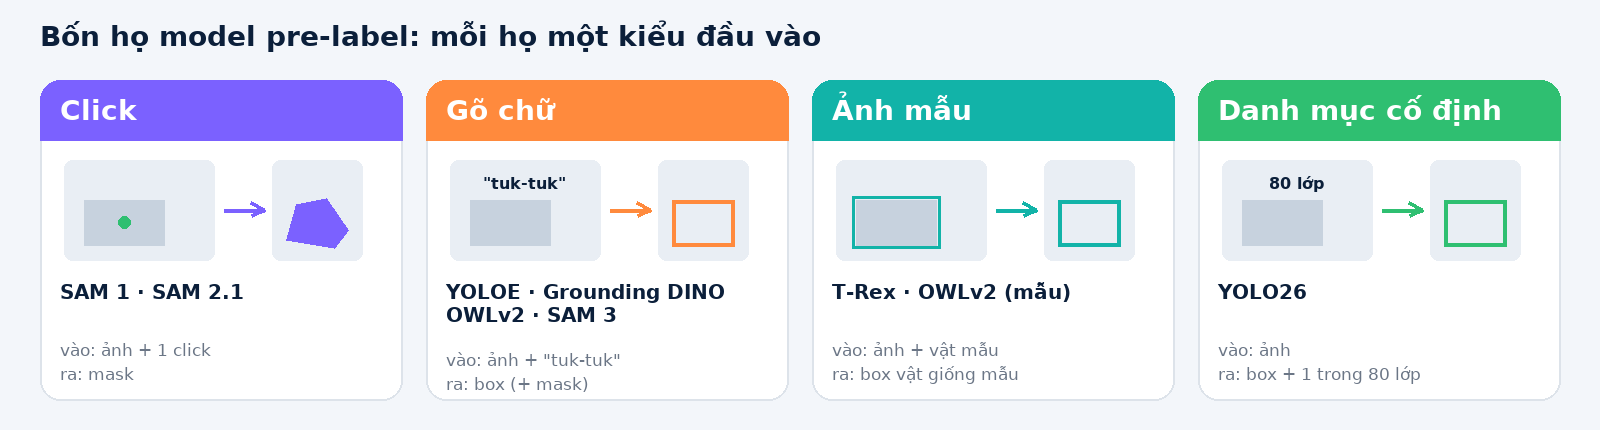 Bốn họ model pre-label: mỗi họ một kiểu đầu vào
Click
SAM 1 · SAM 2.1
vào: ảnh + 1 click
ra: mask
Gõ chữ
"tuk-tuk"
YOLOE · Grounding DINO
OWLv2 · SAM 3
vào: ảnh + "tuk-tuk"
ra: box (+ mask)
Ảnh mẫu
T-Rex · OWLv2 (mẫu)
vào: ảnh + vật mẫu
ra: box vật giống mẫu
Danh mục cố định
80 lớp
YOLO26
vào: ảnh
ra: box + 1 trong 80 lớp